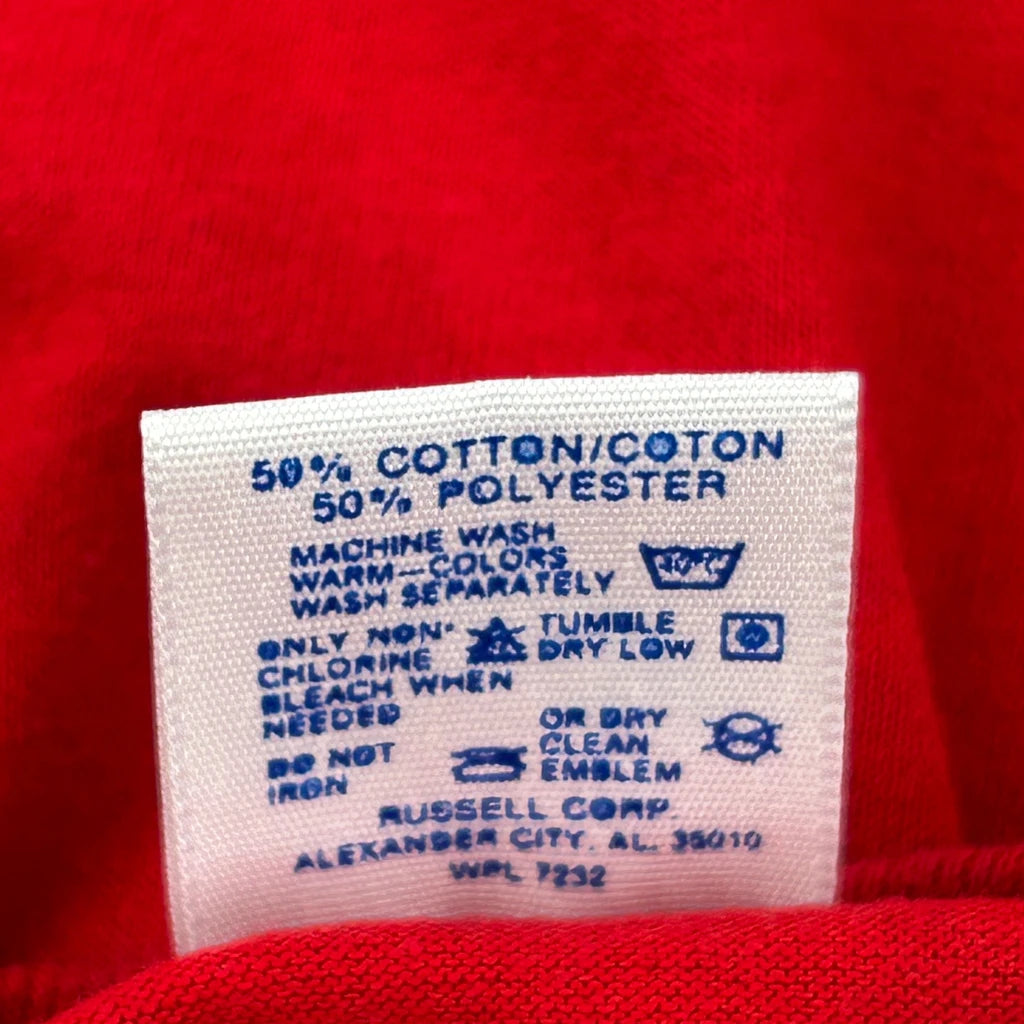 50% COTTON/COTON
50% POLYESTER
MACHINE WASH
WARM—COLORS
WASH SEPARATELY
40°C
ONLY NON-
CHLORINE
BLEACH WHEN
NEEDED
TUMBLE
DRY LOW
DO NOT
IRON
OR DRY
CLEAN
EMBLEM
RUSSELL CORP.
ALEXANDER CITY, AL. 35010
WPL 7232